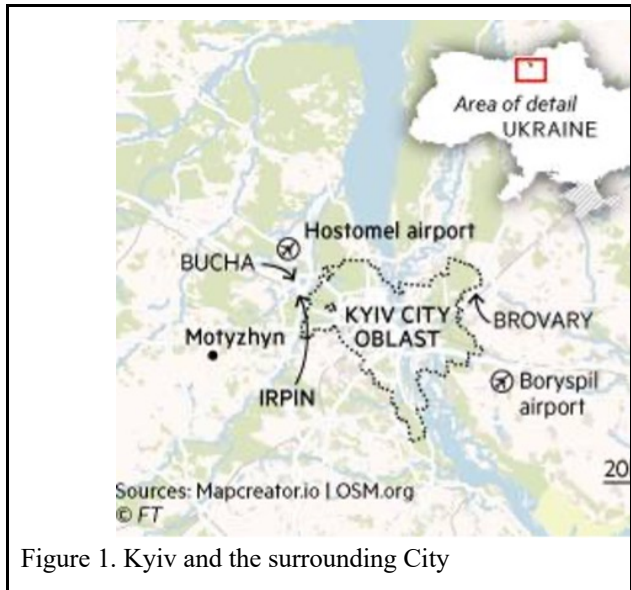 Area of detail
UKRAINE
Hostomel airport
BUCHA
KYIV CITY
OBLAST
BROVARY
Motyzhyn
IRPIN
Boryspil
airport
20
Sources: Mapcreator.io | OSM.org
© FT
Figure 1. Kyiv and the surrounding City